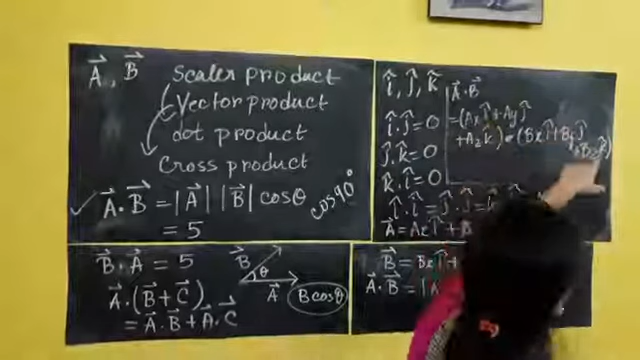 A⃗, B⃗ Scaler product
Vector product
dot product
Cross product
✓ A⃗·B⃗ = |A⃗| |B⃗| cosθ cos90°
= 5
B⃗·A⃗ = 5
A⃗·(B⃗+C⃗)
= A⃗·B⃗+A⃗·C⃗
B⃗
θ
A⃗
Bcosθ
î, ĵ, k̂
î·ĵ = 0
ĵ·k̂ = 0
k̂·î = 0
î·î = ĵ·ĵ =
A⃗ = Axî +
A⃗·B⃗
= (Axî + Ayĵ
+ Azk̂) · (Bxî + Byĵ
+ Bzk̂)
B⃗ = Bxî +
A⃗·B⃗ = |A